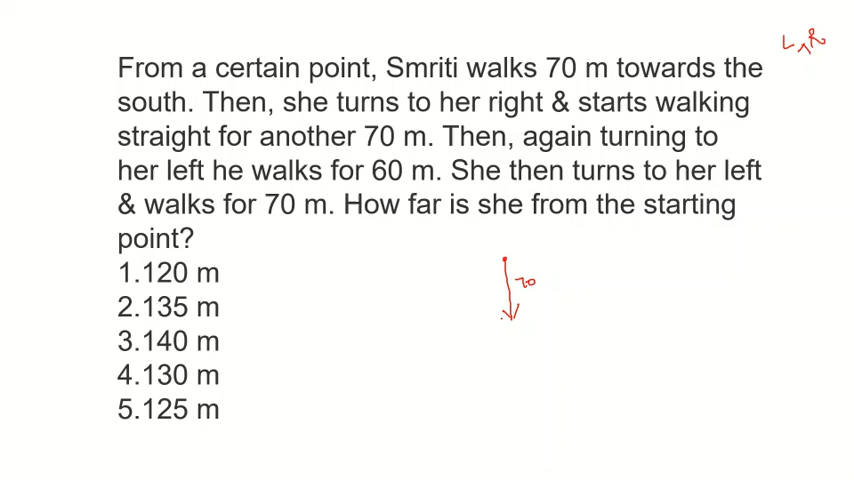 L R
From a certain point, Smriti walks 70 m towards the
south. Then, she turns to her right & starts walking
straight for another 70 m. Then, again turning to
her left he walks for 60 m. She then turns to her left
& walks for 70 m. How far is she from the starting
point?
1.120 m
70
2.135 m
3.140 m
4.130 m
5.125 m